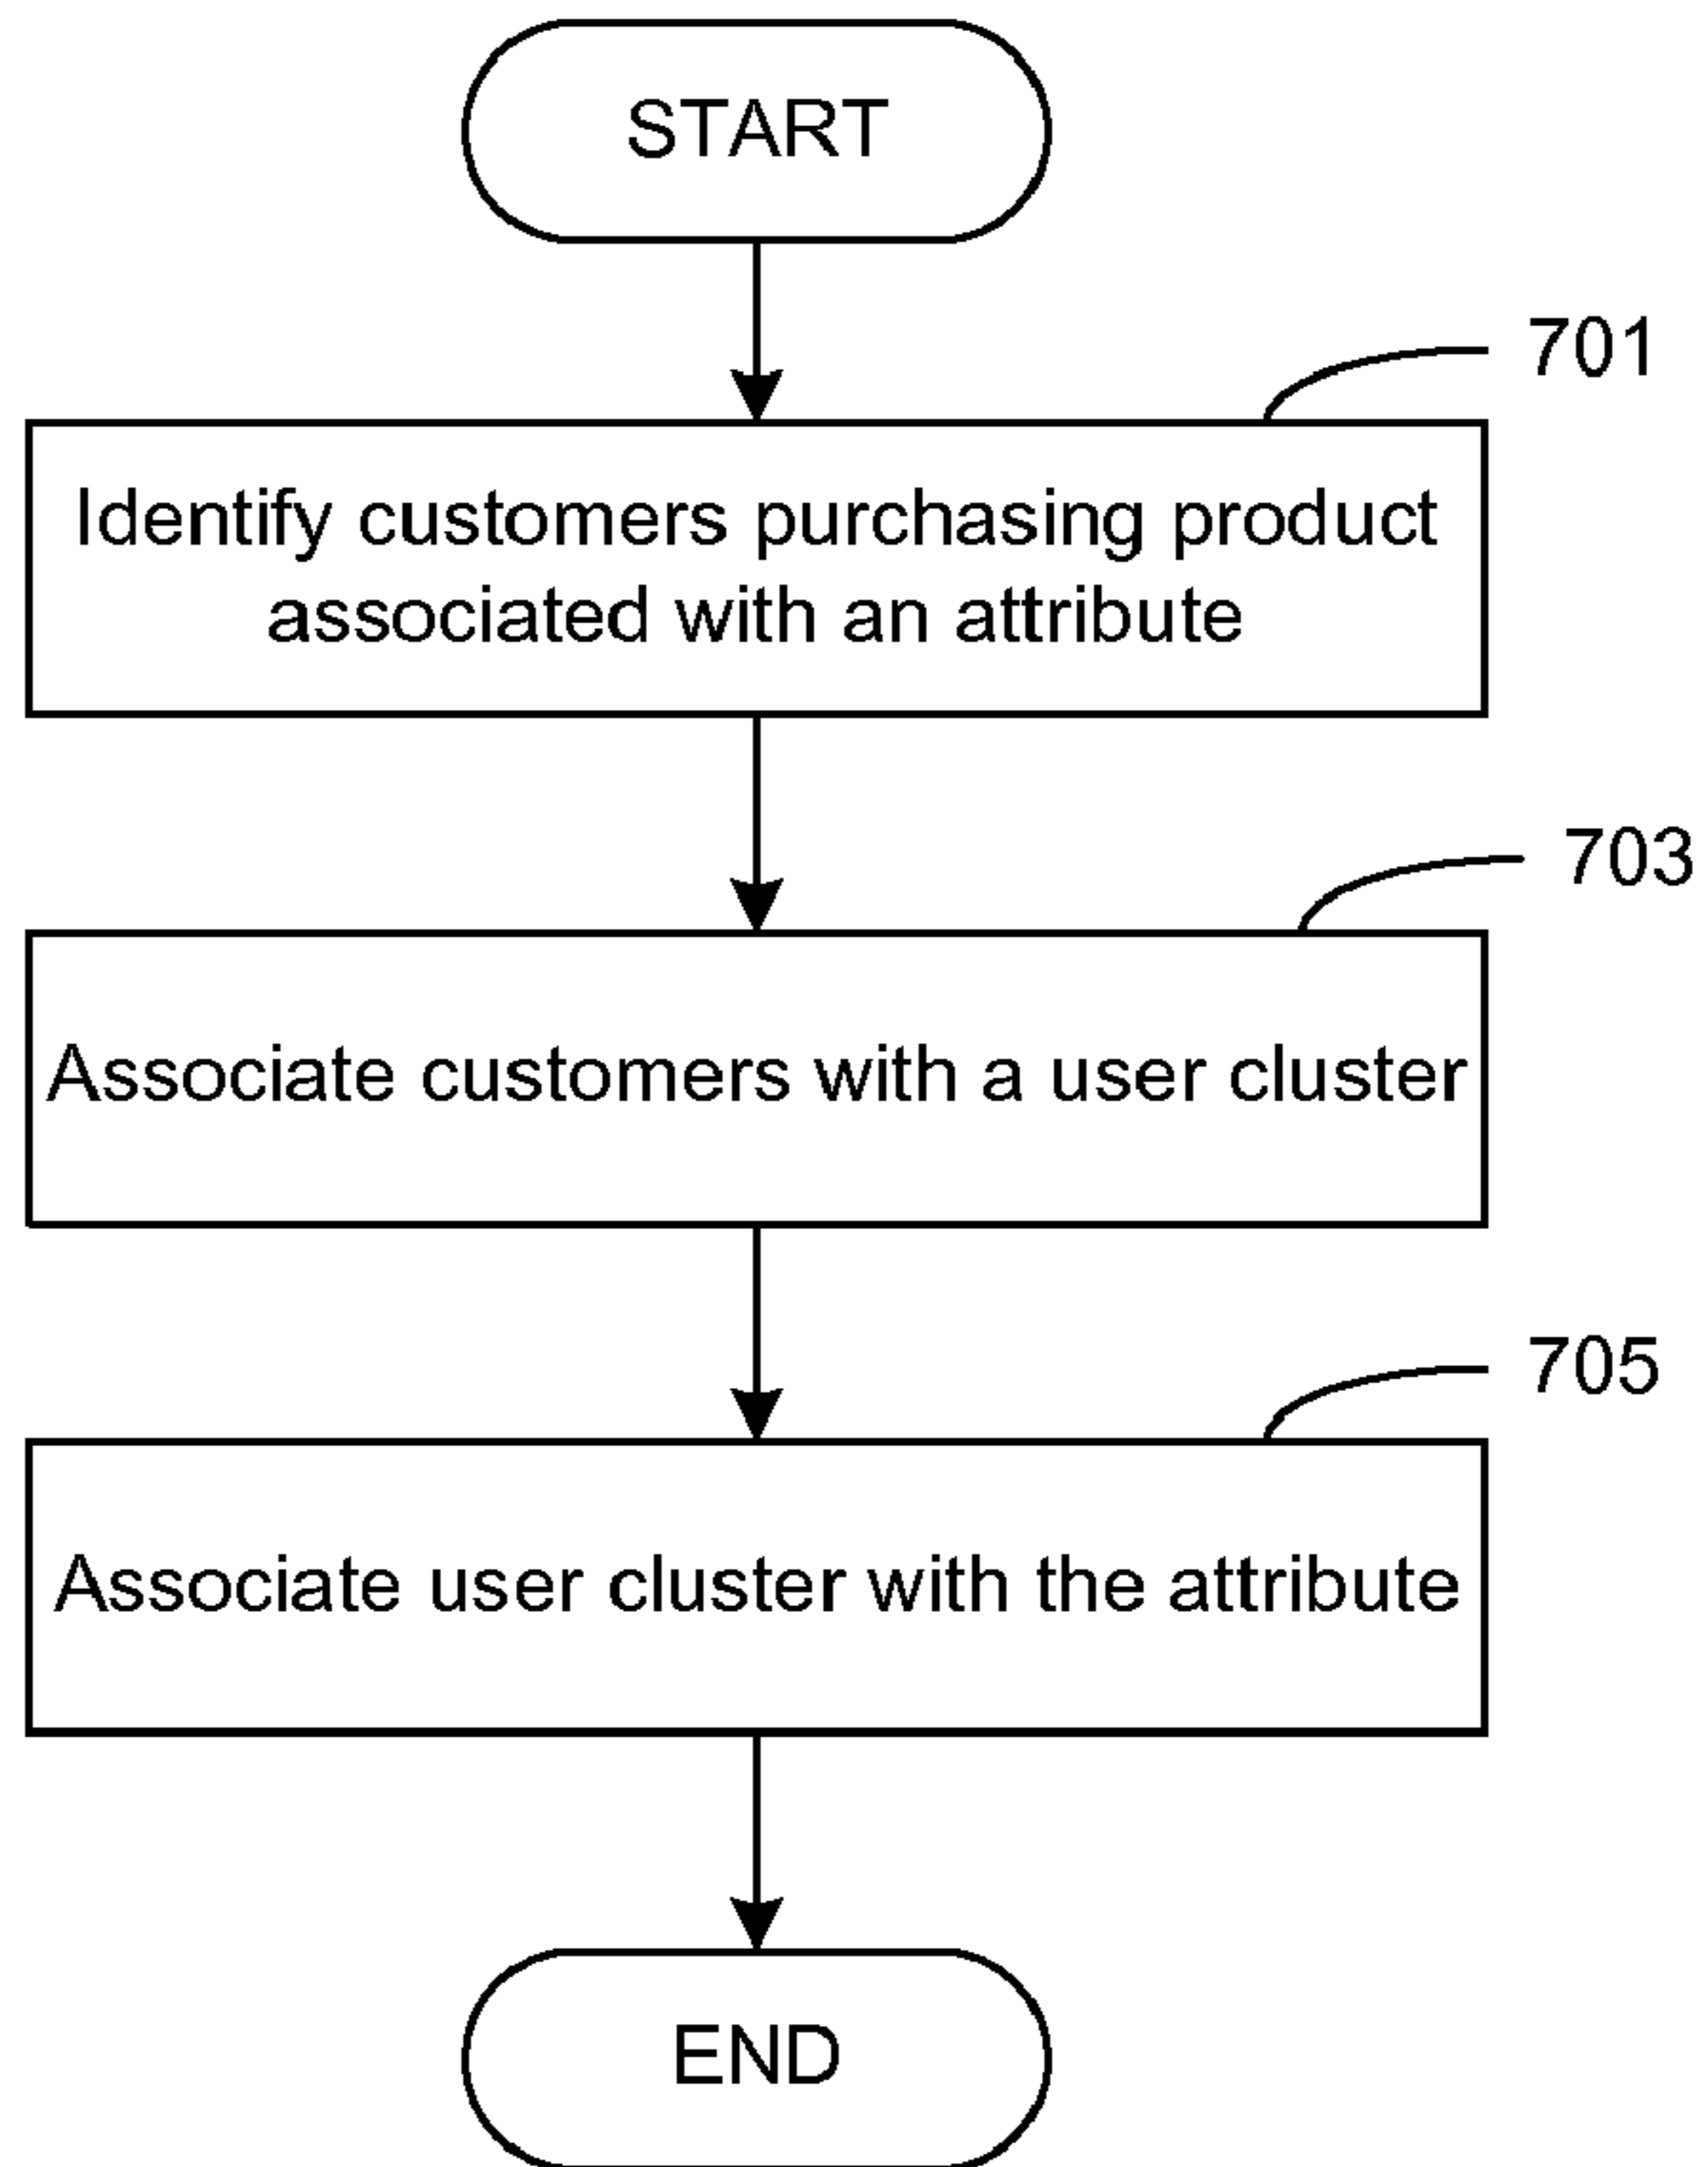 START
701
Identify customers purchasing product
associated with an attribute
703
Associate customers with a user cluster
705
Associate user cluster with the attribute
END